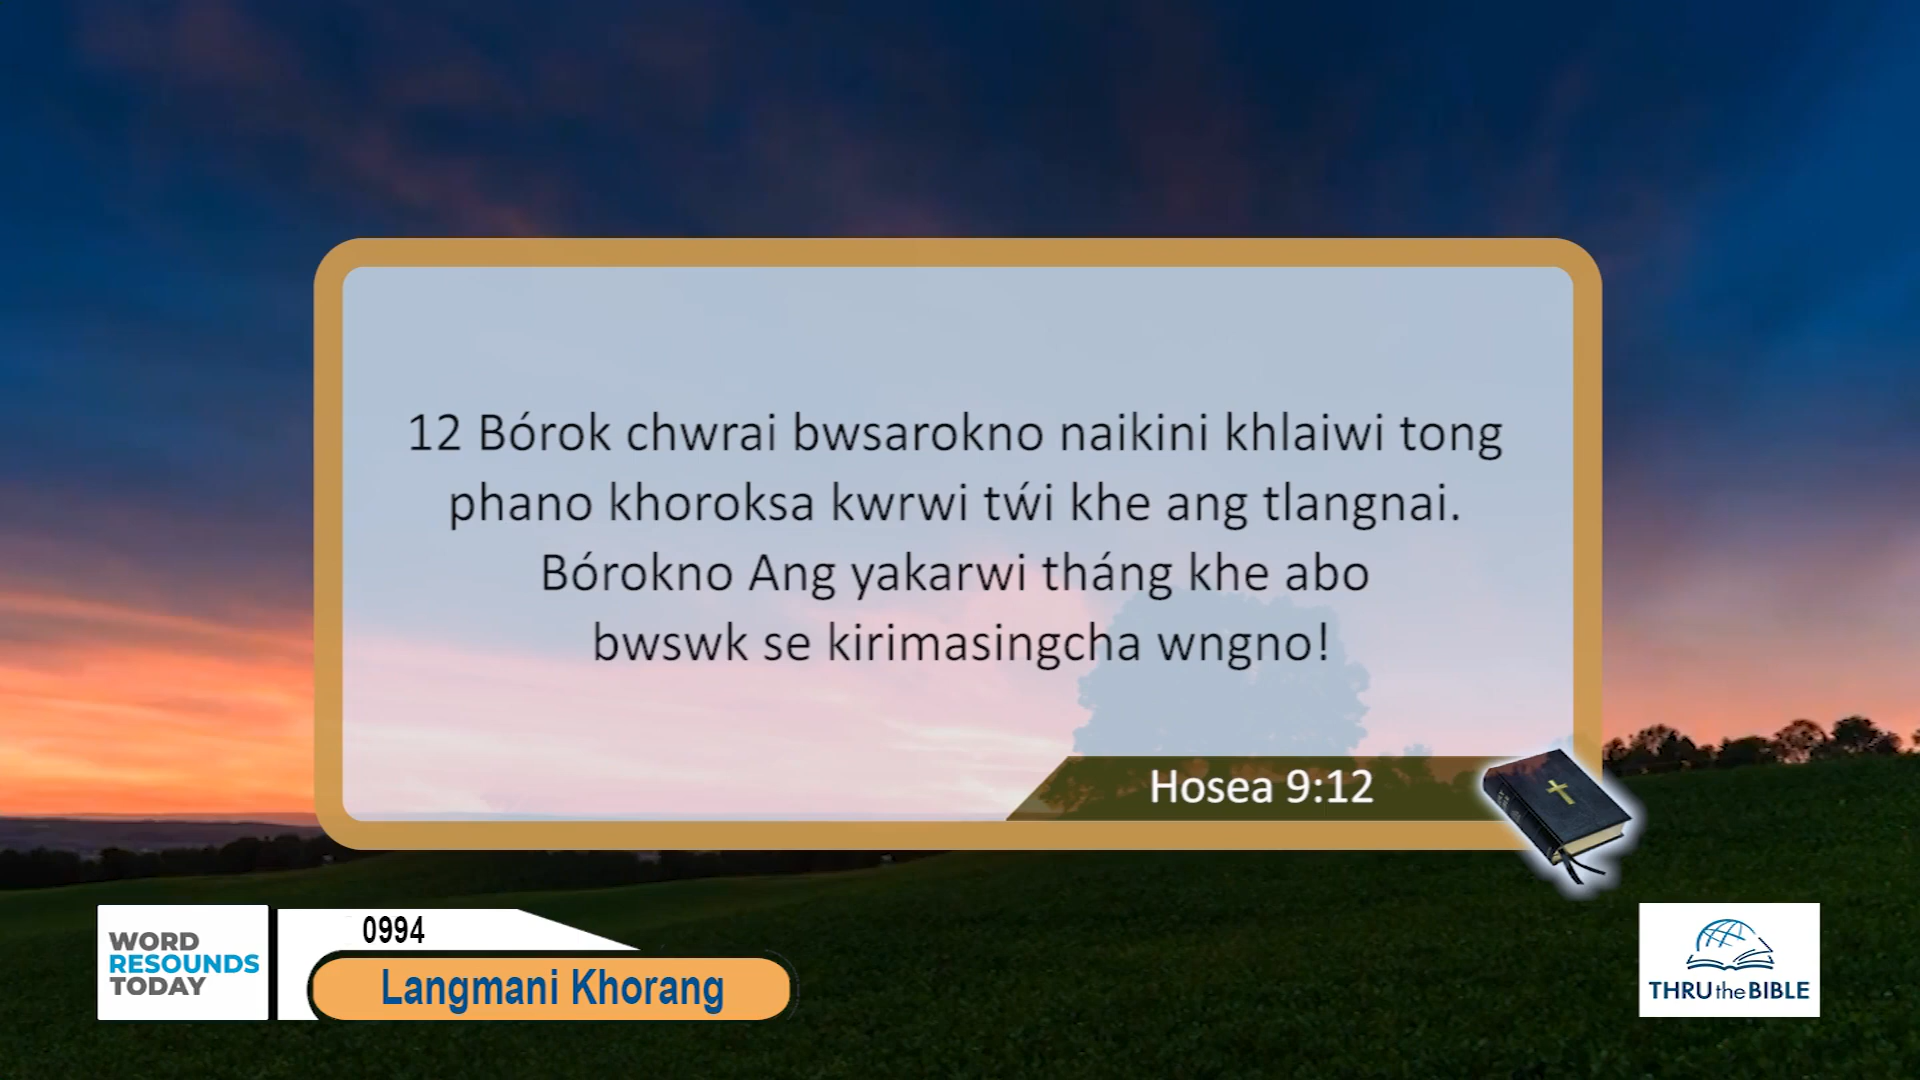 12 Bórok chwrai bwsarokno naikini khlaiwi tong
phano khoroksa kwrwi tẃi khe ang tlangnai.
Bórokno Ang yakarwi tháng khe abo
bwswk se kirimasingcha wngno!
Hosea 9:12
0994
Langmani Khorang
WORD
RESOUNDS
TODAY
THRU the BIBLE